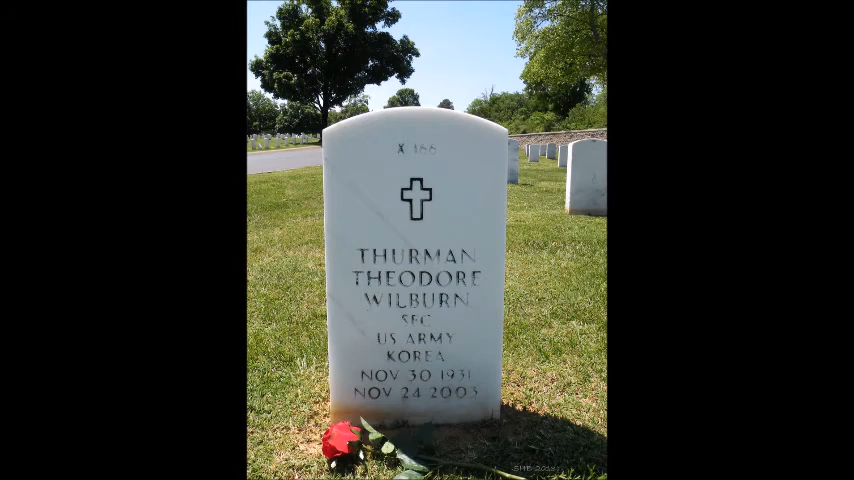 X 166
THURMAN
THEODORE
WILBURN
SFC
US ARMY
KOREA
NOV 30 1931
NOV 24 2003